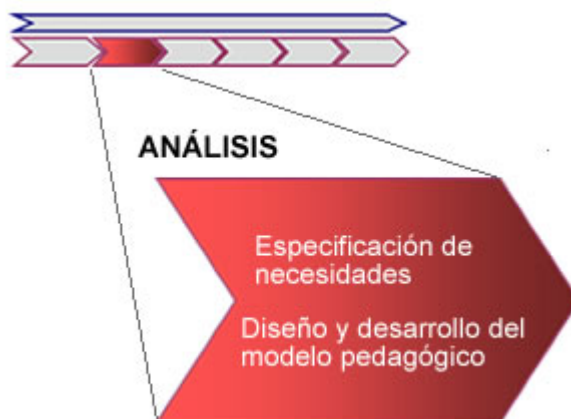 ANÁLISIS
Especificación de
necesidades
Diseño y desarrollo del
modelo pedagógico